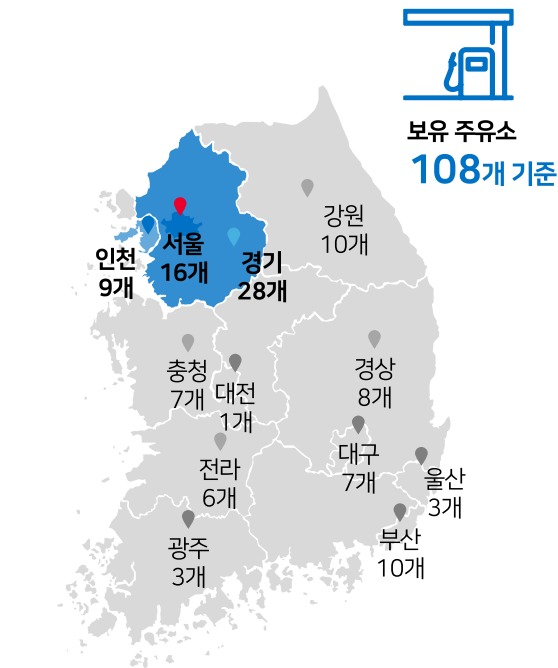 보유 주유소
108개 기준
강원
10개
서울
16개
인천
9개
경기
28개
충청
7개
대전
1개
경상
8개
대구
7개
전라
6개
울산
3개
부산
10개
광주
3개